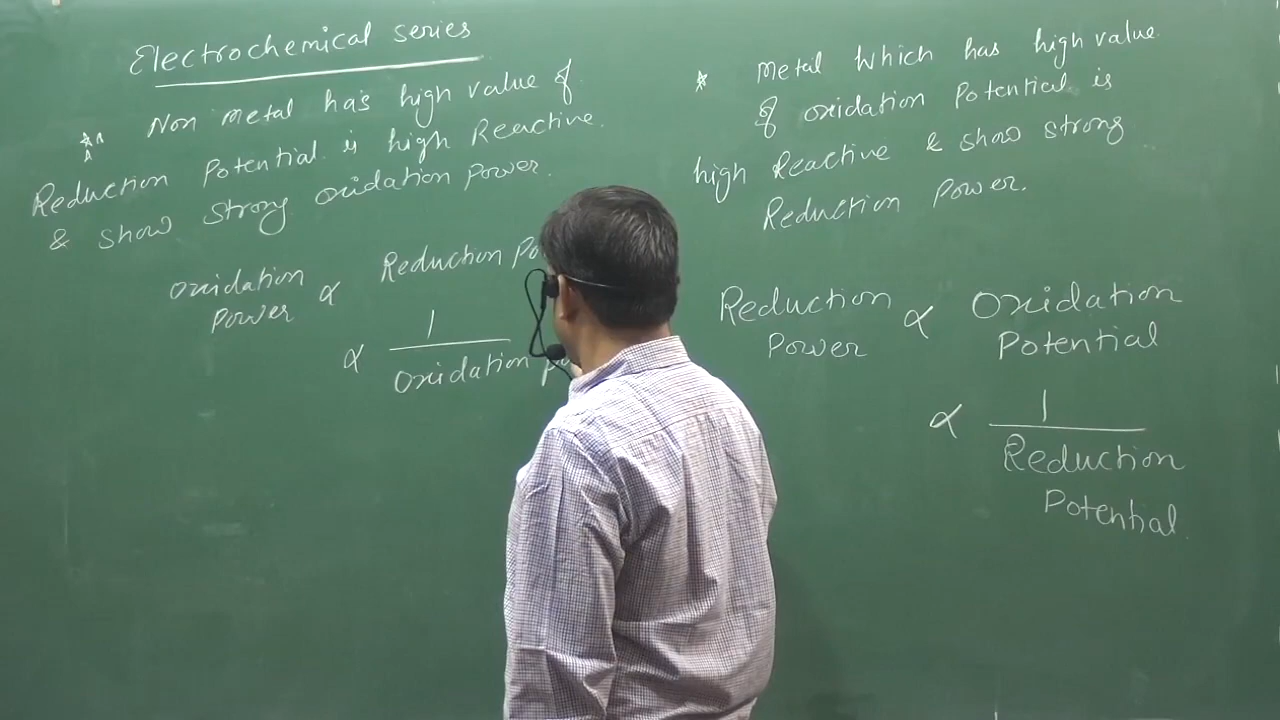 Electrochemical series
Non metal has high value of
Reduction Potential is high Reactive.
& show strong oxidation power.
Oxidation
Power ∝ Reduction Po
∝ 1
Oxidation Po
* Metal which has high value
of oxidation Potential is
high Reactive & show strong
Reduction Power.
Reduction
Power ∝ Oxidation
Potential
∝ 1
Reduction
Potential.